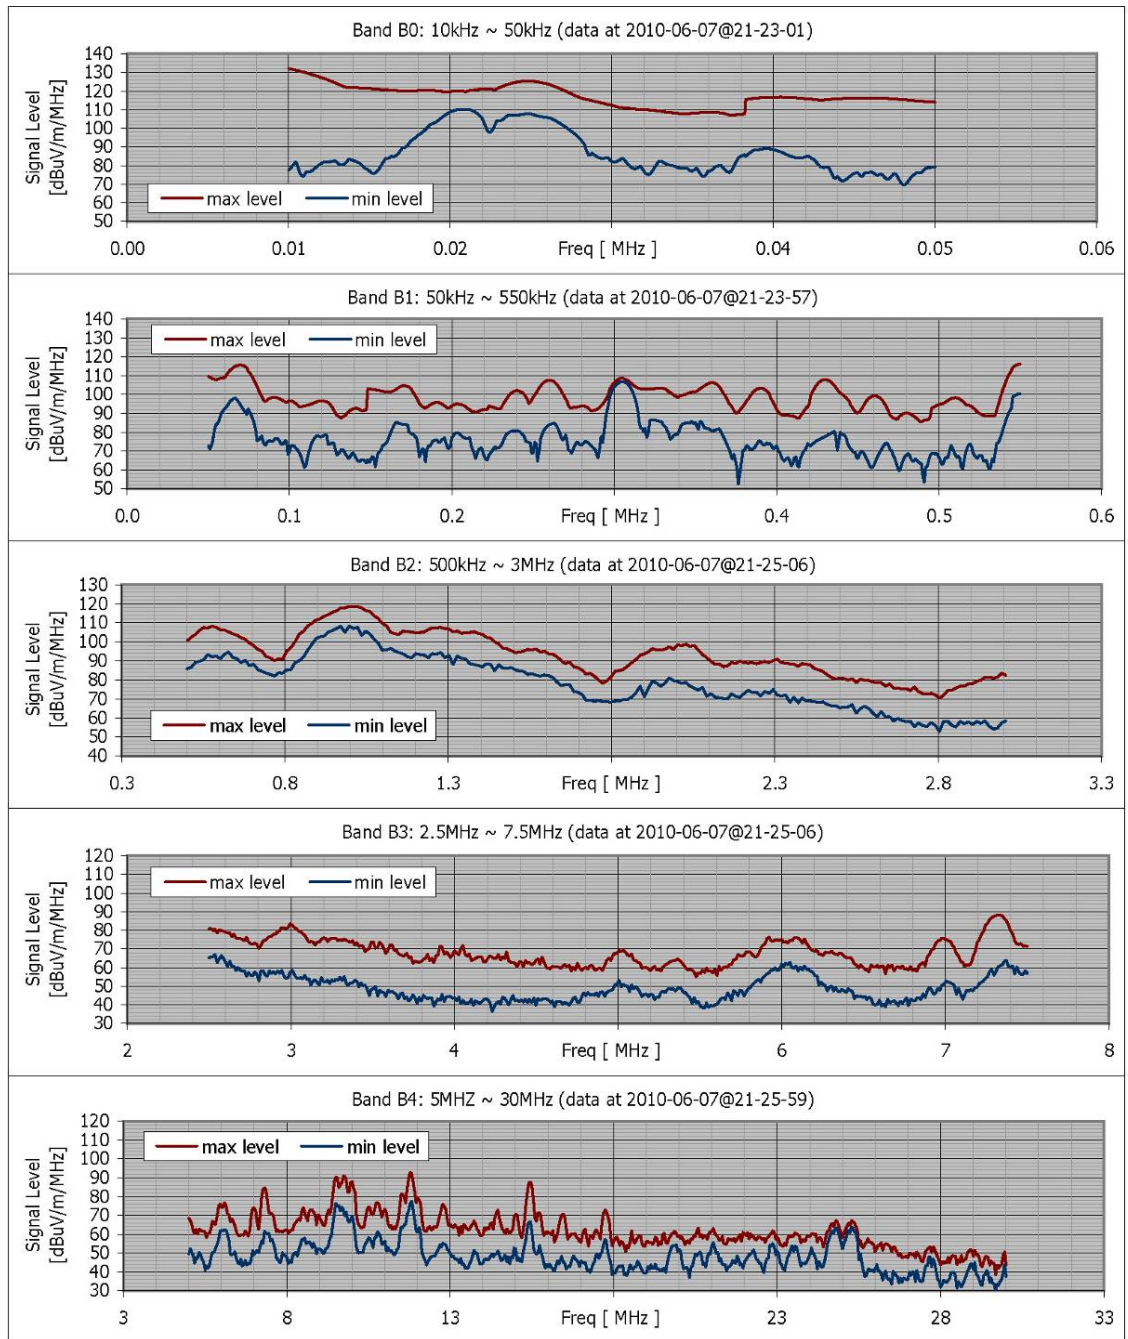 Band B0: 10kHz ~ 50kHz (data at 2010-06-07@21-23-01)
Signal Level
[dBuV/m/MHz]
140
130
120
110
100
90
80
70
60
50
max level min level
0.00 0.01 0.02 Freq [ MHz ] 0.04 0.05 0.06
Band B1: 50kHz ~ 550kHz (data at 2010-06-07@21-23-57)
Signal Level
[dBuV/m/MHz]
140
130
120
110
100
90
80
70
60
50
max level min level
0.0 0.1 0.2 Freq [ MHz ] 0.4 0.5 0.6
Band B2: 500kHz ~ 3MHz (data at 2010-06-07@21-25-06)
Signal Level
[dBuV/m/MHz]
130
120
110
100
90
80
70
60
50
40
max level min level
0.3 0.8 1.3 Freq [ MHz ] 2.3 2.8 3.3
Band B3: 2.5MHz ~ 7.5MHz (data at 2010-06-07@21-25-06)
Signal Level
[dBuV/m/MHz]
120
110
100
90
80
70
60
50
40
30
max level min level
2 3 4 Freq [ MHz ] 6 7 8
Band B4: 5MHZ ~ 30MHz (data at 2010-06-07@21-25-59)
Signal Level
[dBuV/m/MHz]
120
110
100
90
80
70
60
50
40
30
max level min level
3 8 13 Freq [ MHz ] 23 28 33